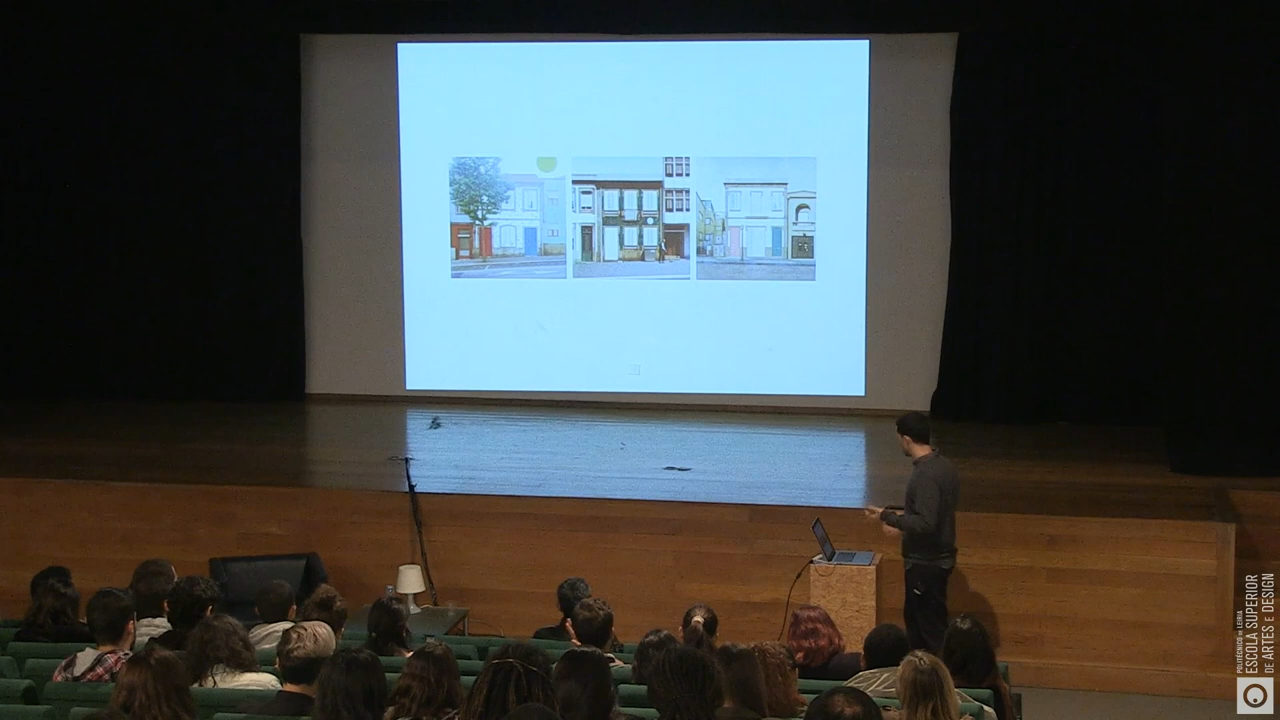 POLITÉCNICO DE LEIRIA
ESCOLA SUPERIOR
DE ARTES E DESIGN